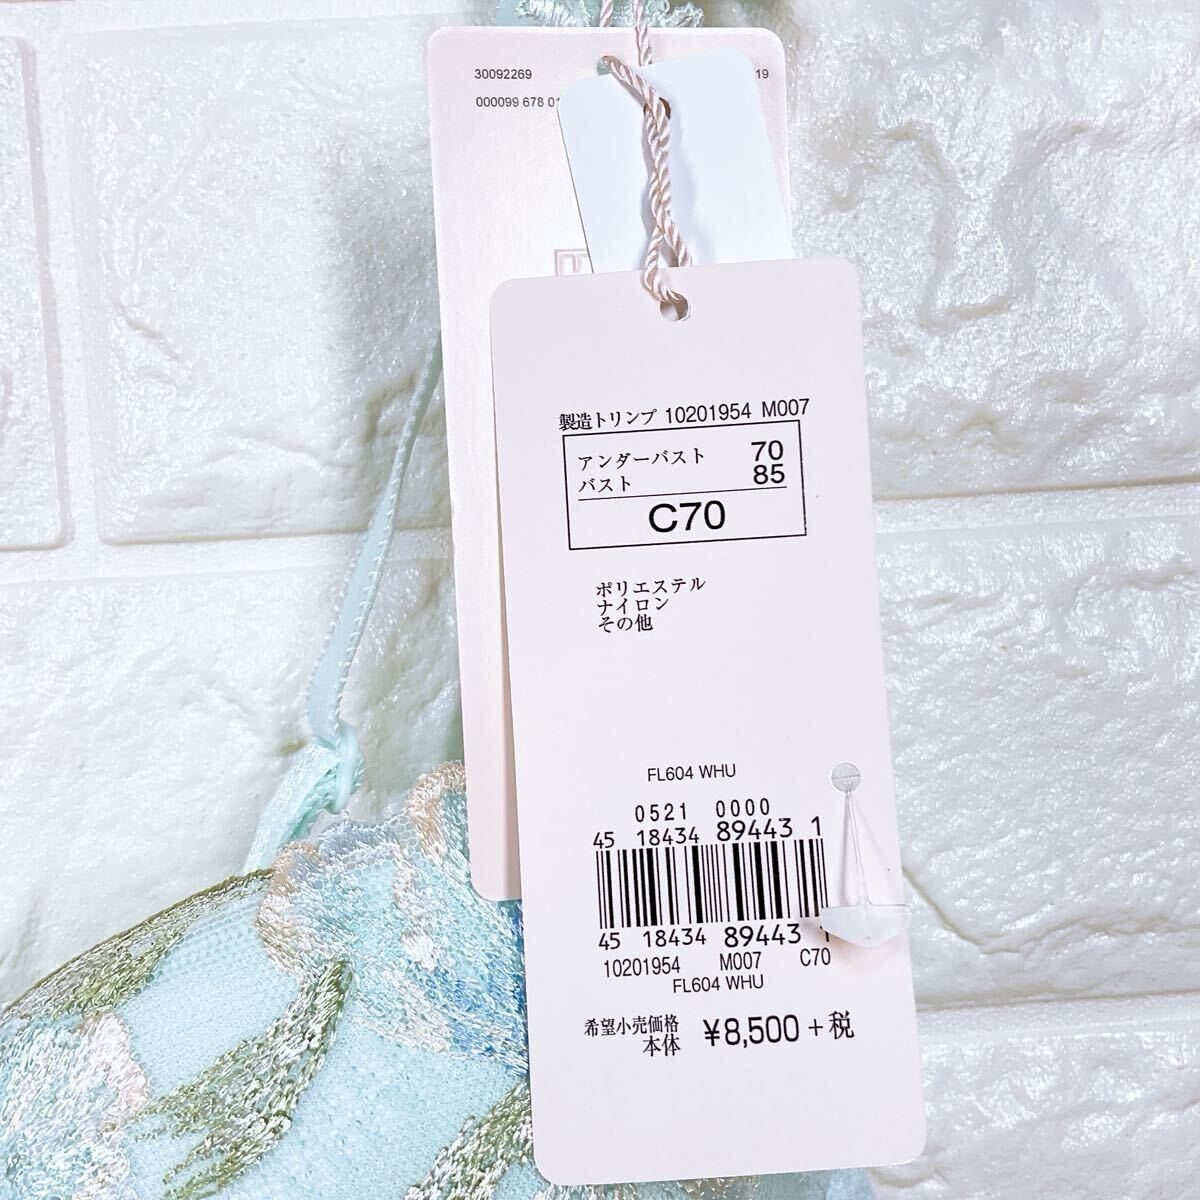 30092269
19
000099 678 01
製造トリンプ 10201954 M007
アンダーバスト 70
バスト 85
C70
ポリエステル
ナイロン
その他
FL604 WHU
0521 0000
45 18434 89443 1
45 18434 89443 1
10201954 M007 C70
FL604 WHU
希望小売価格
本体 ¥8,500+税